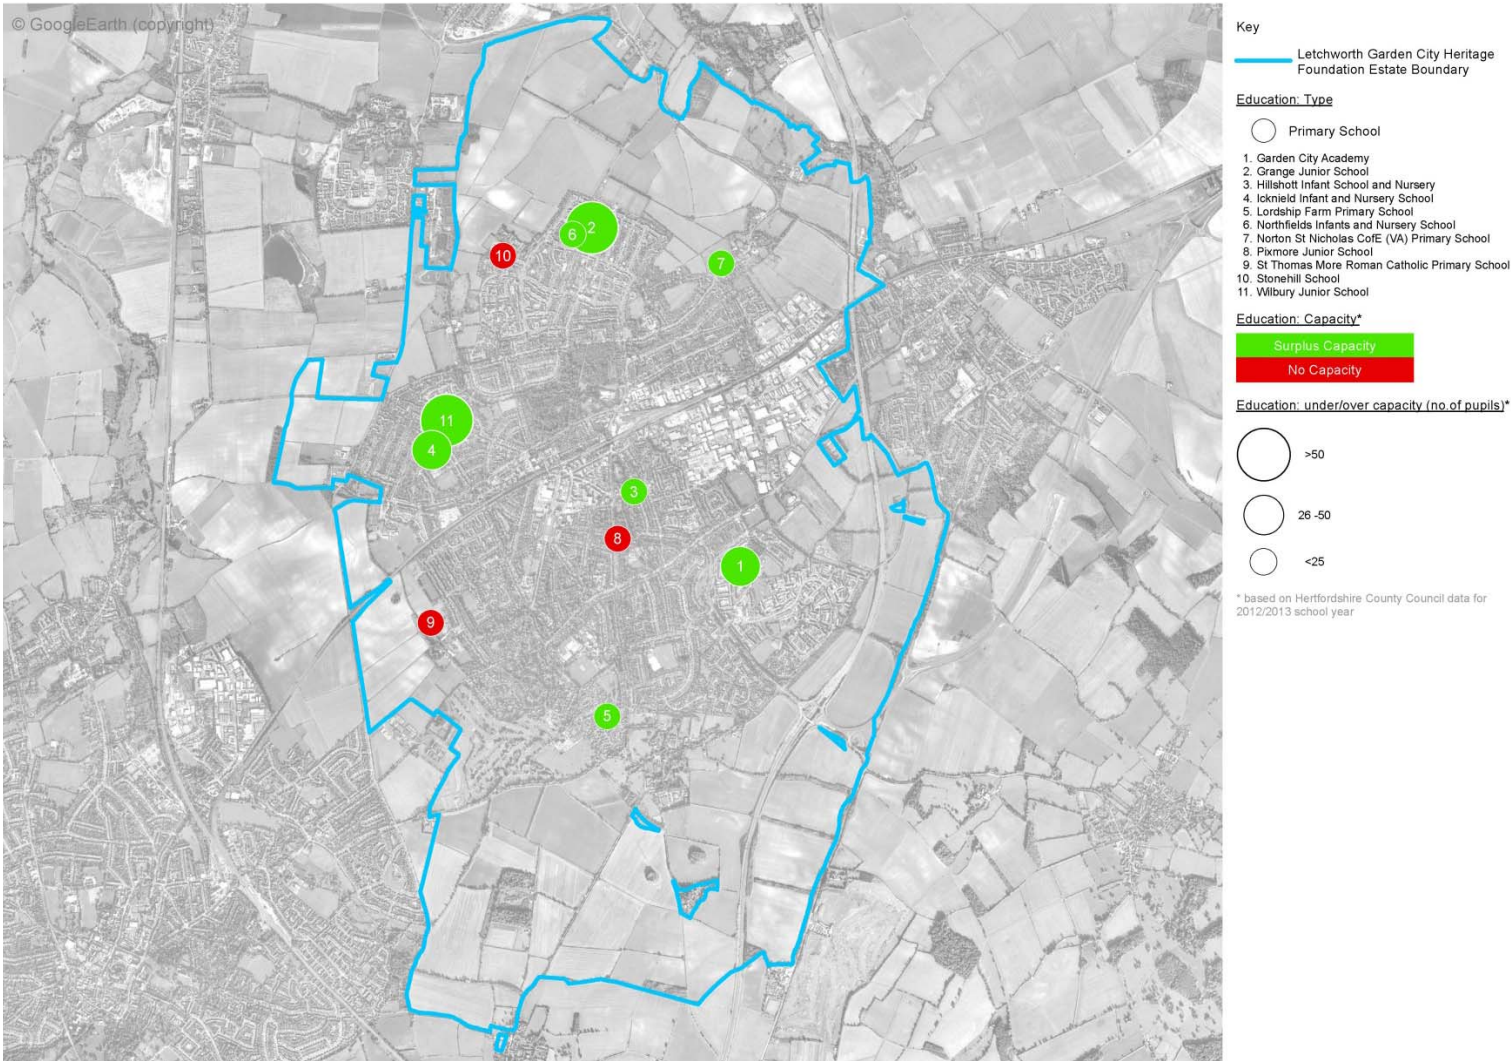 © GoogleEarth (copyright)
Key
Letchworth Garden City Heritage
Foundation Estate Boundary
Education: Type
Primary School
1. Garden City Academy
2. Grange Junior School
3. Hillshott Infant School and Nursery
4. Icknield Infant and Nursery School
5. Lordship Farm Primary School
6. Northfields Infants and Nursery School
7. Norton St Nicholas CofE (VA) Primary School
8. Pixmore Junior School
9. St Thomas More Roman Catholic Primary School
10. Stonehill School
11. Wilbury Junior School
Education: Capacity*
Surplus Capacity
No Capacity
Education: under/over capacity (no.of pupils)*
>50
26 -50
<25
* based on Hertfordshire County Council data for
2012/2013 school year
2
6
10
7
11
4
3
8
1
9
5